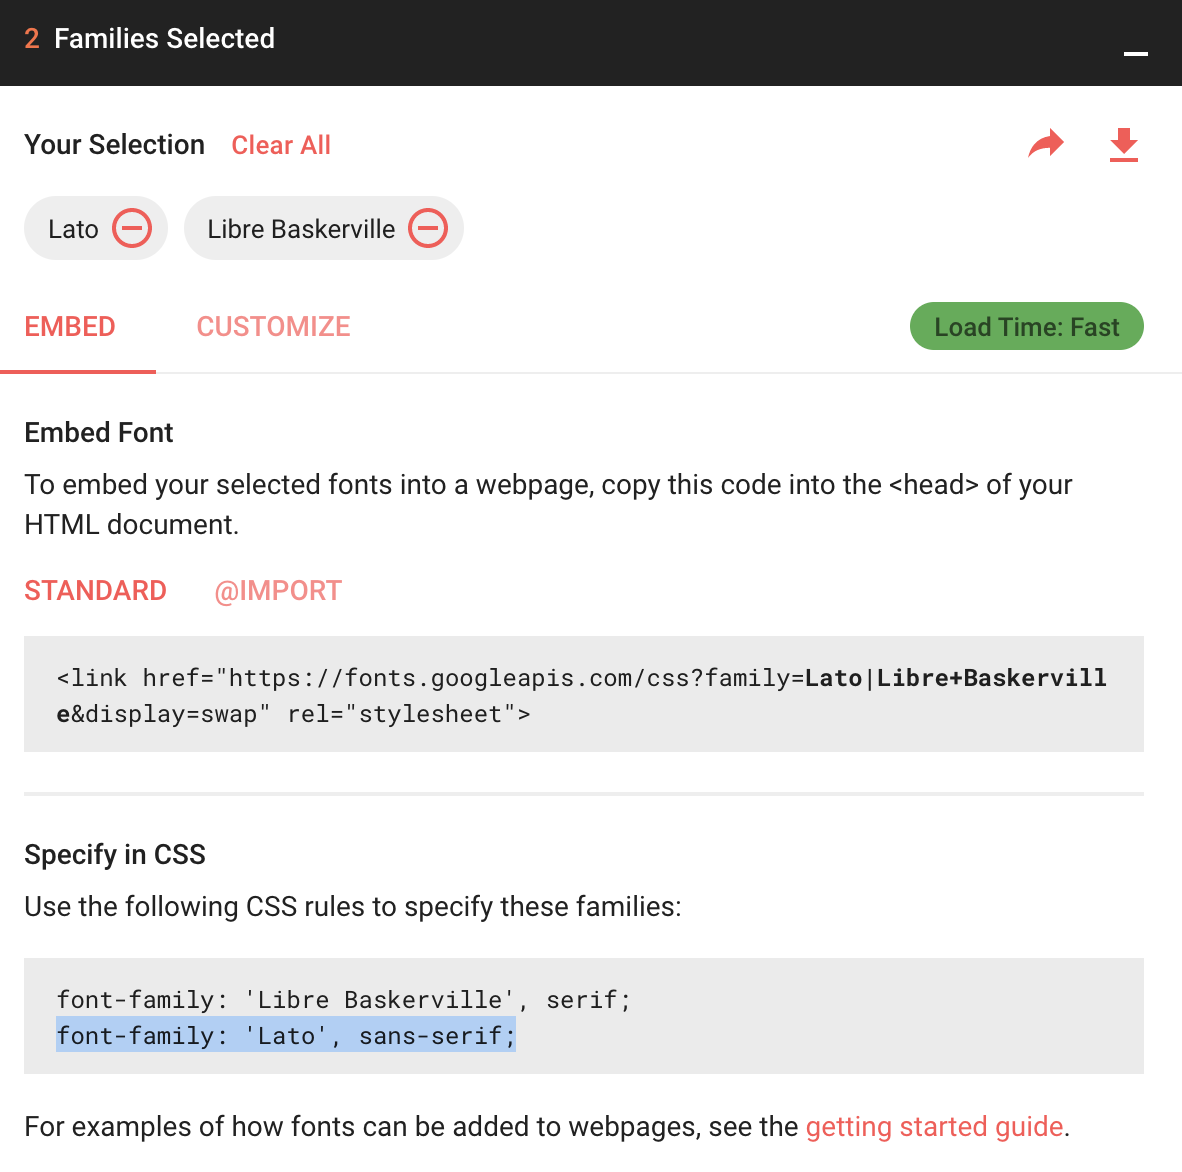 2 Families Selected
Your Selection Clear All
Lato Libre Baskerville
EMBED CUSTOMIZE Load Time: Fast
Embed Font
To embed your selected fonts into a webpage, copy this code into the <head> of your
HTML document.
STANDARD @IMPORT
<link href="https://fonts.googleapis.com/css?family=Lato|Libre+Baskervill
e&display=swap" rel="stylesheet">
Specify in CSS
Use the following CSS rules to specify these families:
font-family: 'Libre Baskerville', serif;
font-family: 'Lato', sans-serif;
For examples of how fonts can be added to webpages, see the getting started guide.